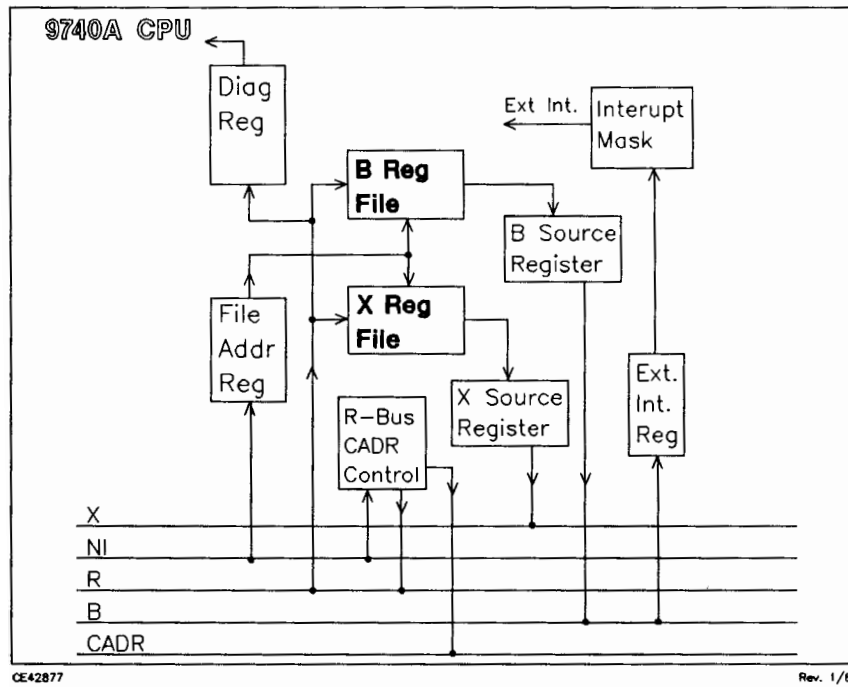 9740A CPU
Diag
Reg
Ext Int.
Interupt
Mask
B Reg
File
B Source
Register
File
Addr
Reg
X Reg
File
X Source
Register
R-Bus
CADR
Control
Ext.
Int.
Reg
X
NI
R
B
CADR
CE42877
Rev. 1/8